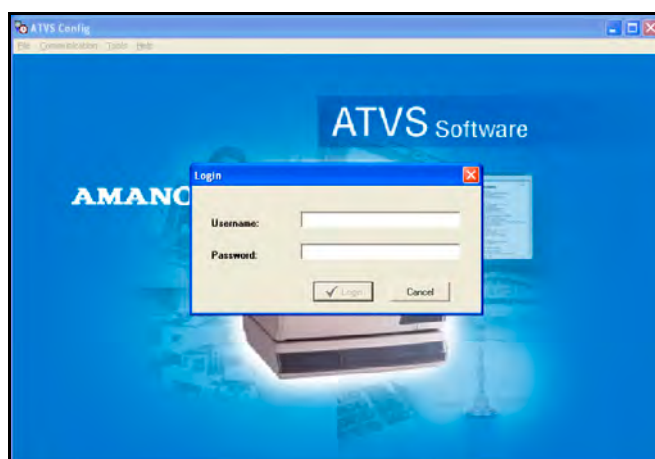 ATVS Config
File Communication Tools Help
ATVS Software
Login
AMANO
Username:
Password:
Login
Cancel